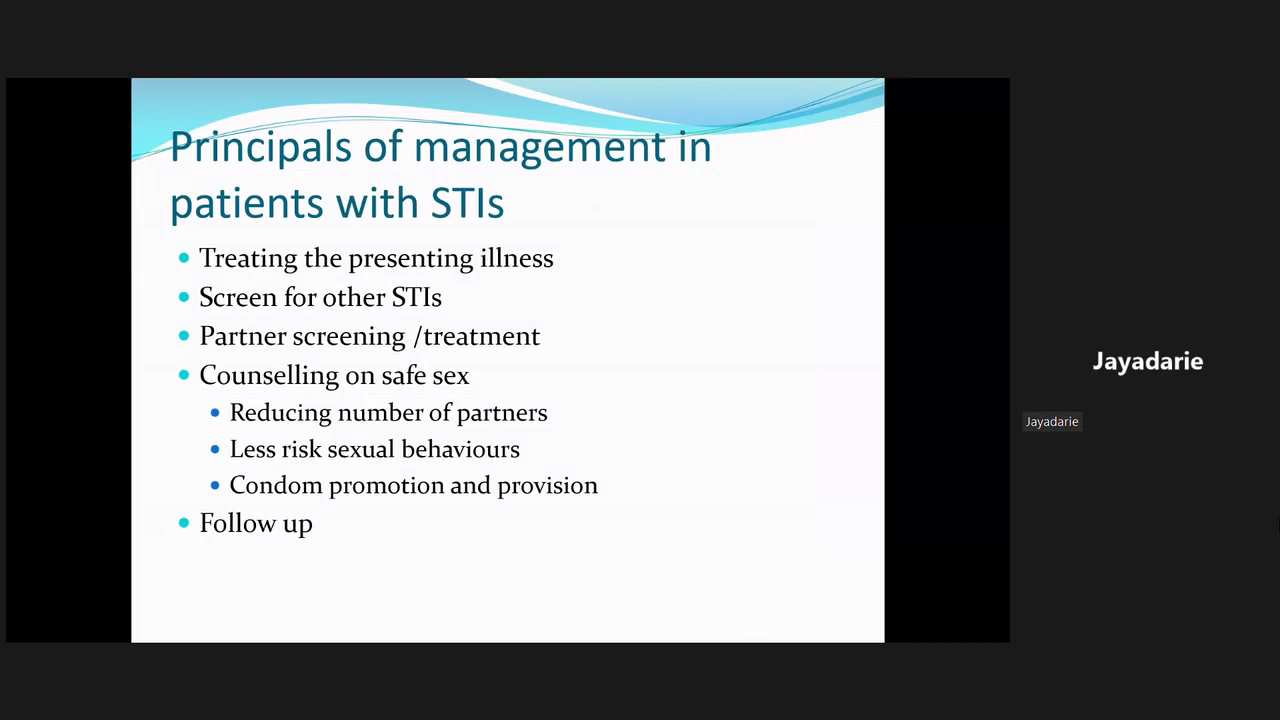 Principals of management in
patients with STIs
Treating the presenting illness
Screen for other STIs
Partner screening /treatment
Counselling on safe sex
Reducing number of partners
Less risk sexual behaviours
Condom promotion and provision
Follow up
Jayadarie
Jayadarie